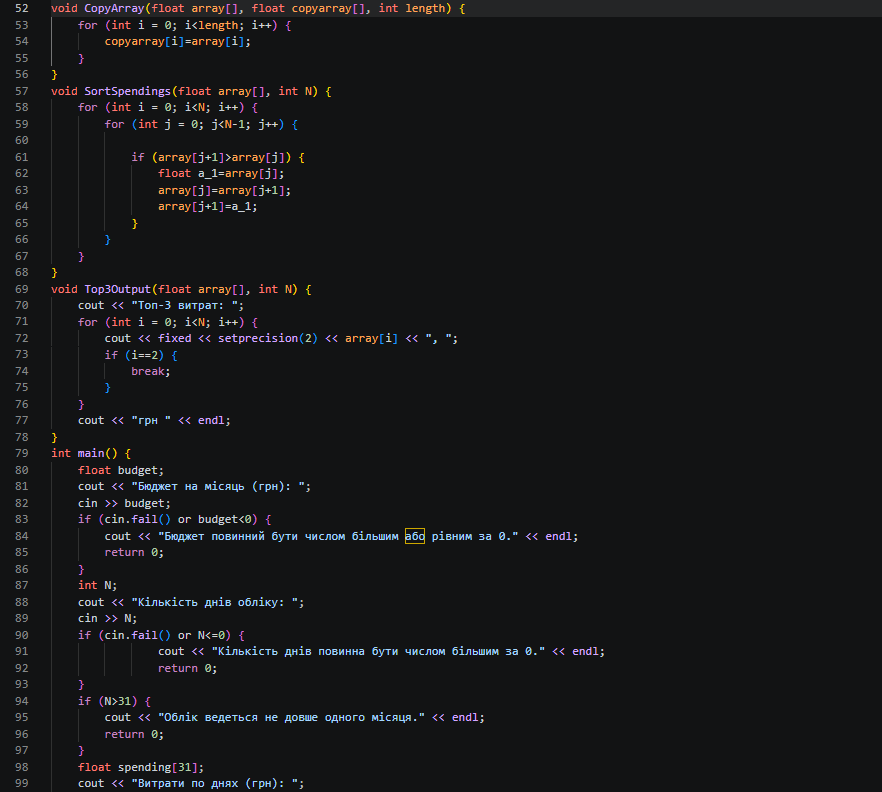 52 void CopyArray(float array[], float copyarray[], int length) {
53     for (int i = 0; i<length; i++) {
54         copyarray[i]=array[i];
55     }
56 }
57 void SortSpendings(float array[], int N) {
58     for (int i = 0; i<N; i++) {
59         for (int j = 0; j<N-1; j++) {
60
61             if (array[j+1]>array[j]) {
62                 float a_1=array[j];
63                 array[j]=array[j+1];
64                 array[j+1]=a_1;
65             }
66         }
67     }
68 }
69 void Top3Output(float array[], int N) {
70     cout << "Топ-3 витрат: ";
71     for (int i = 0; i<N; i++) {
72         cout << fixed << setprecision(2) << array[i] << ", ";
73         if (i==2) {
74             break;
75         }
76     }
77     cout << "грн " << endl;
78 }
79 int main() {
80     float budget;
81     cout << "Бюджет на місяць (грн): ";
82     cin >> budget;
83     if (cin.fail() or budget<0) {
84         cout << "Бюджет повинний бути числом більшим або рівним за 0." << endl;
85         return 0;
86     }
87     int N;
88     cout << "Кількість днів обліку: ";
89     cin >> N;
90     if (cin.fail() or N<=0) {
91                 cout << "Кількість днів повинна бути числом більшим за 0." << endl;
92                 return 0;
93     }
94     if (N>31) {
95         cout << "Облік ведеться не довше одного місяця." << endl;
96         return 0;
97     }
98     float spending[31];
99     cout << "Витрати по днях (грн): ";